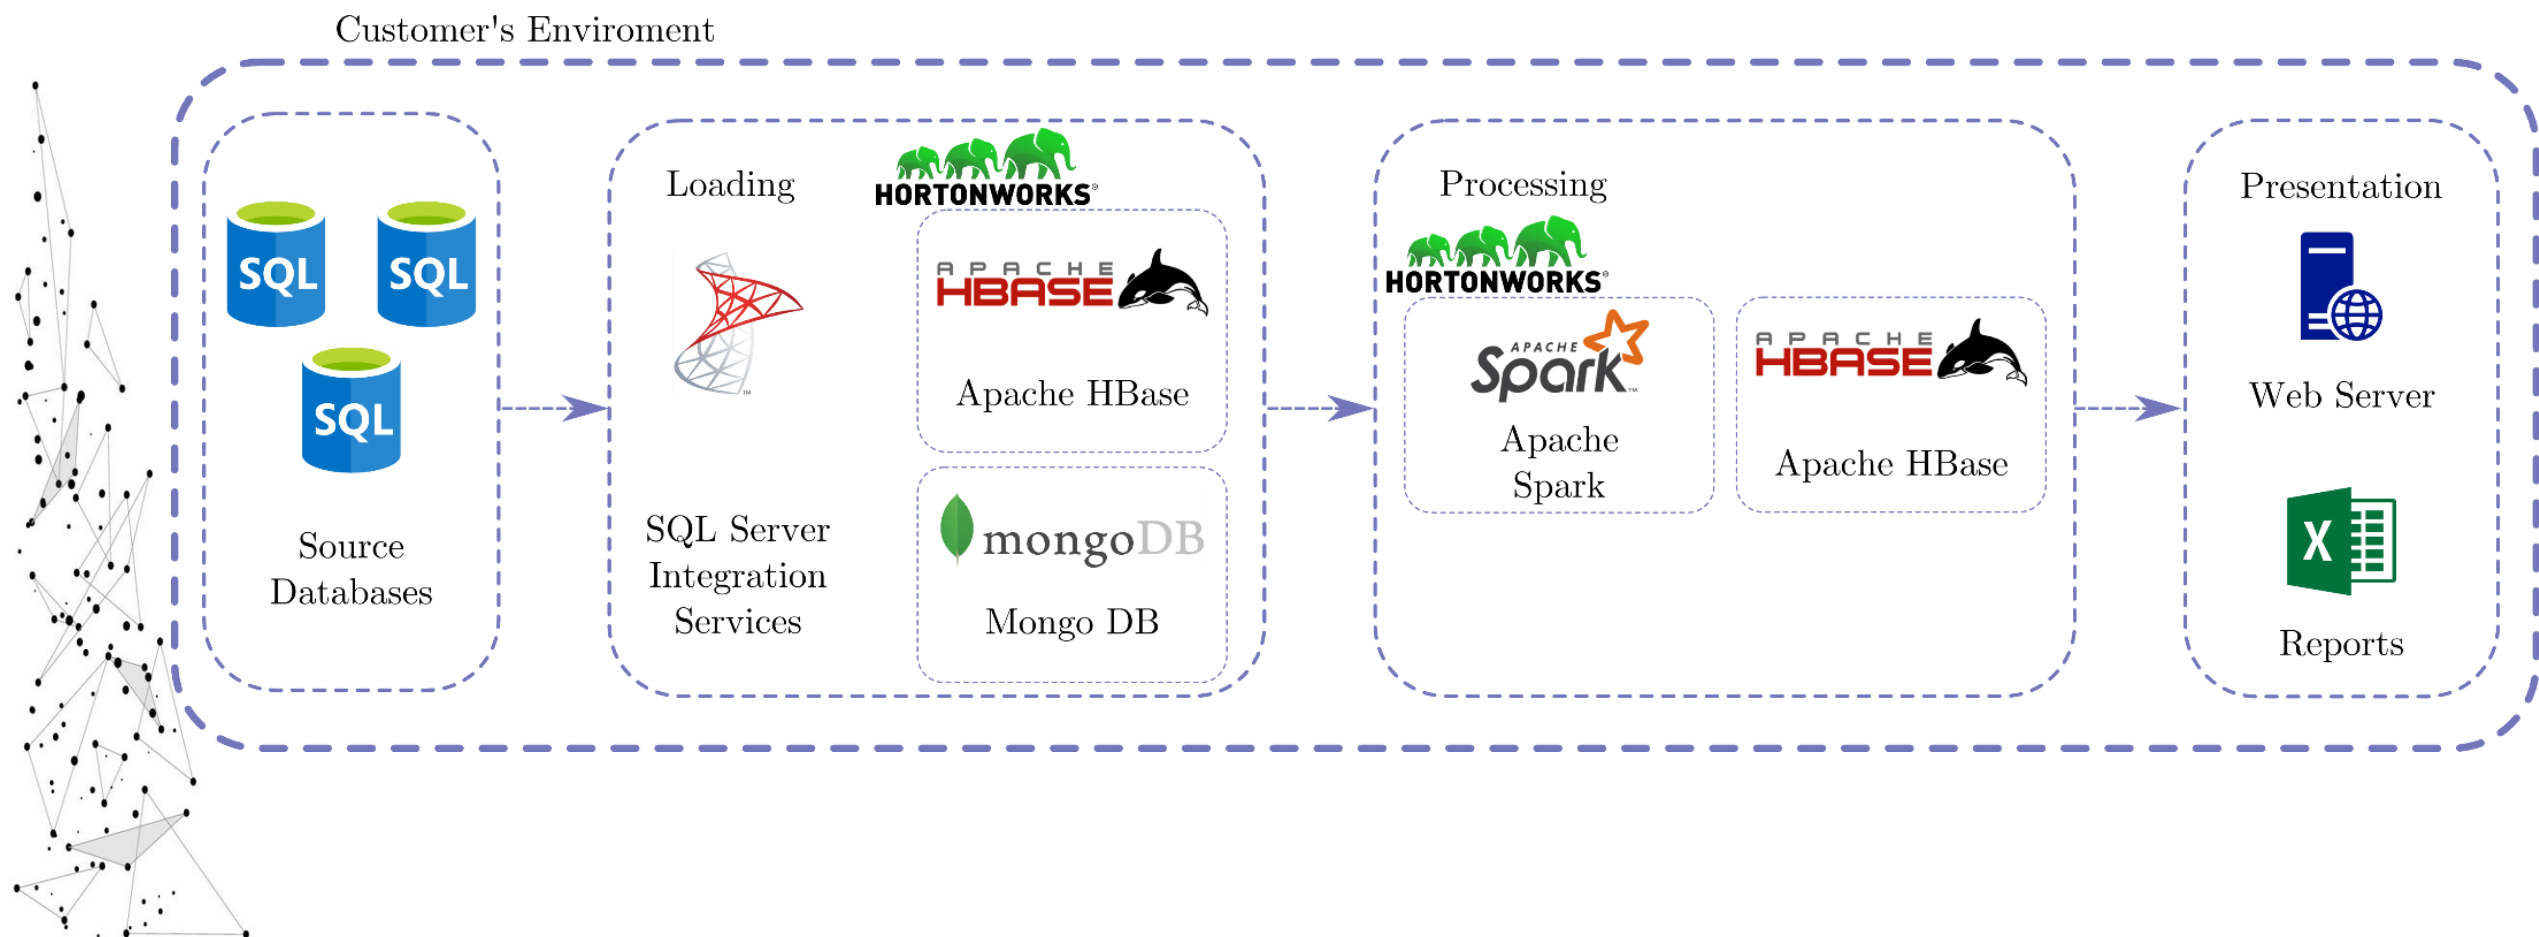 Customer's Enviroment
SQL
SQL
SQL
Source
Databases
Loading
HORTONWORKS®
SQL Server
Integration
Services
APACHE
HBASE
Apache HBase
mongoDB
Mongo DB
Processing
HORTONWORKS®
APACHE
Spark™
Apache
Spark
APACHE
HBASE
Apache HBase
Presentation
Web Server
X
Reports